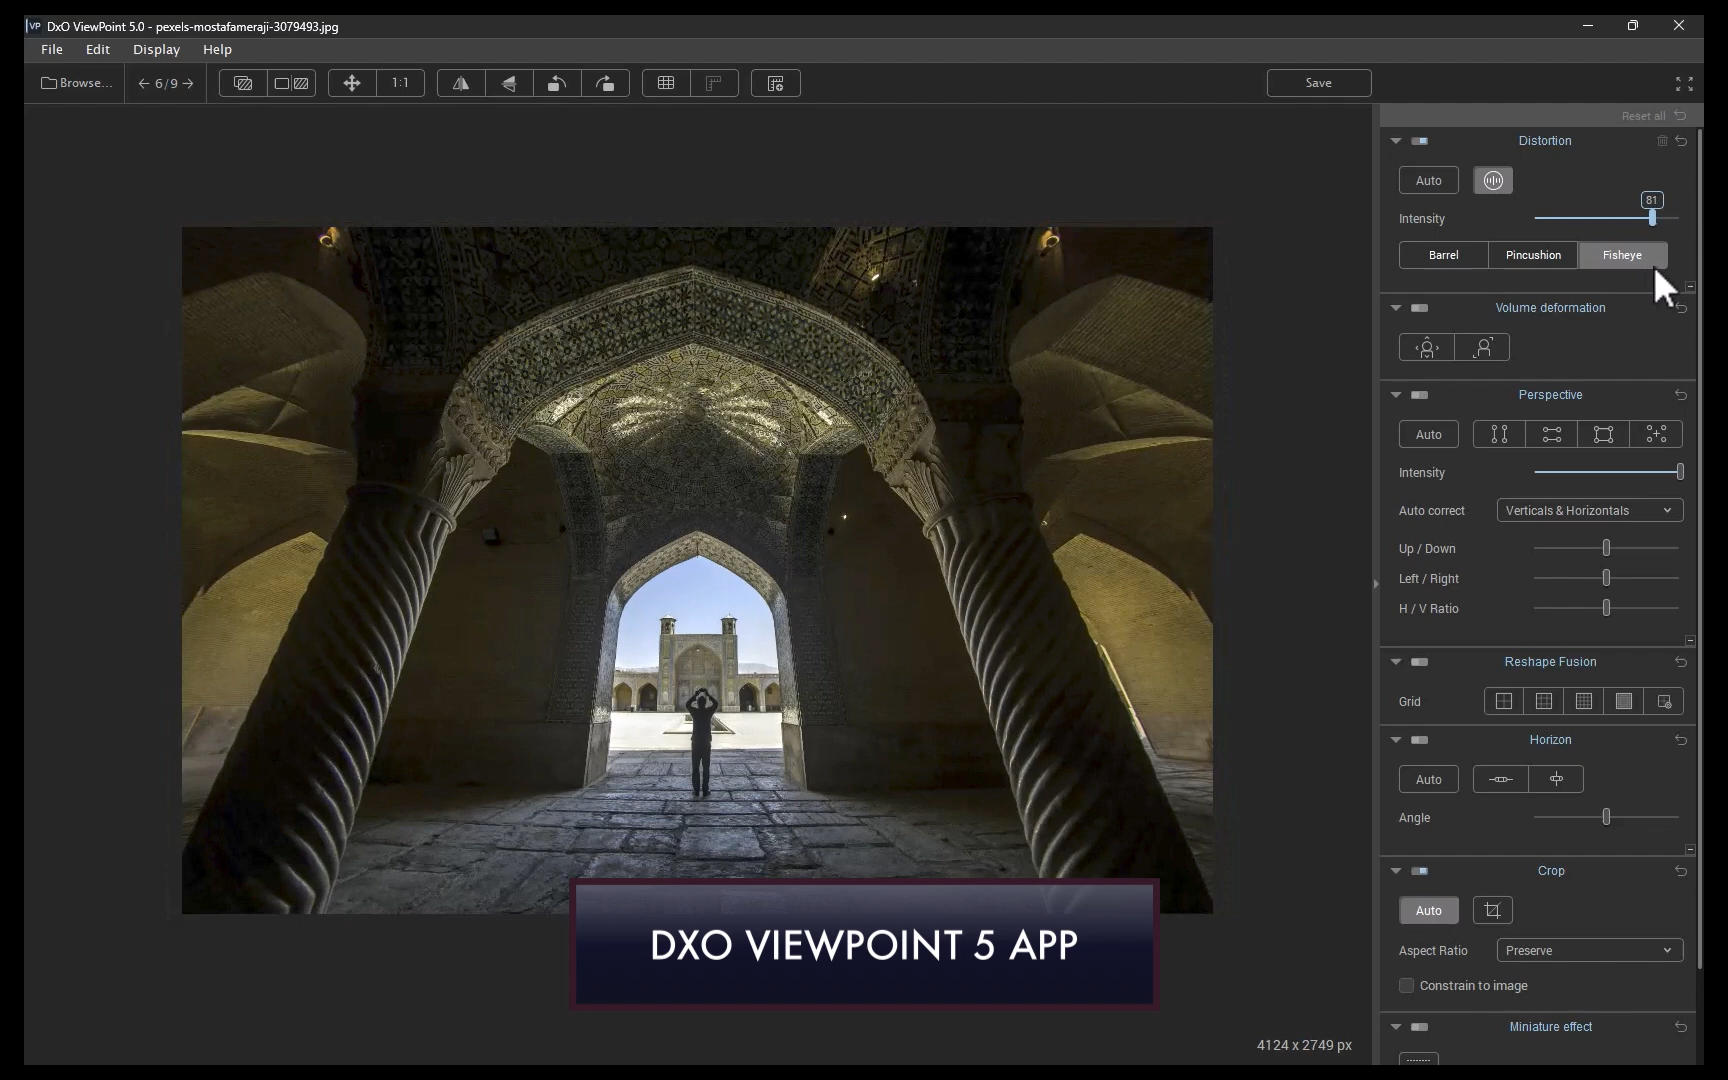 VP DxO ViewPoint 5.0 - pexels-mostafameraji-3079493.jpg
File Edit Display Help
Browse... ← 6/9 → 1:1 Save
Reset all
Distortion
Auto
81
Intensity
Barrel Pincushion Fisheye
Volume deformation
Perspective
Auto
Intensity
Auto correct Verticals & Horizontals
Up / Down
Left / Right
H / V Ratio
Reshape Fusion
Grid
Horizon
Auto
Angle
Crop
Auto
Aspect Ratio Preserve
Constrain to image
Miniature effect
DXO VIEWPOINT 5 APP
4124 x 2749 px